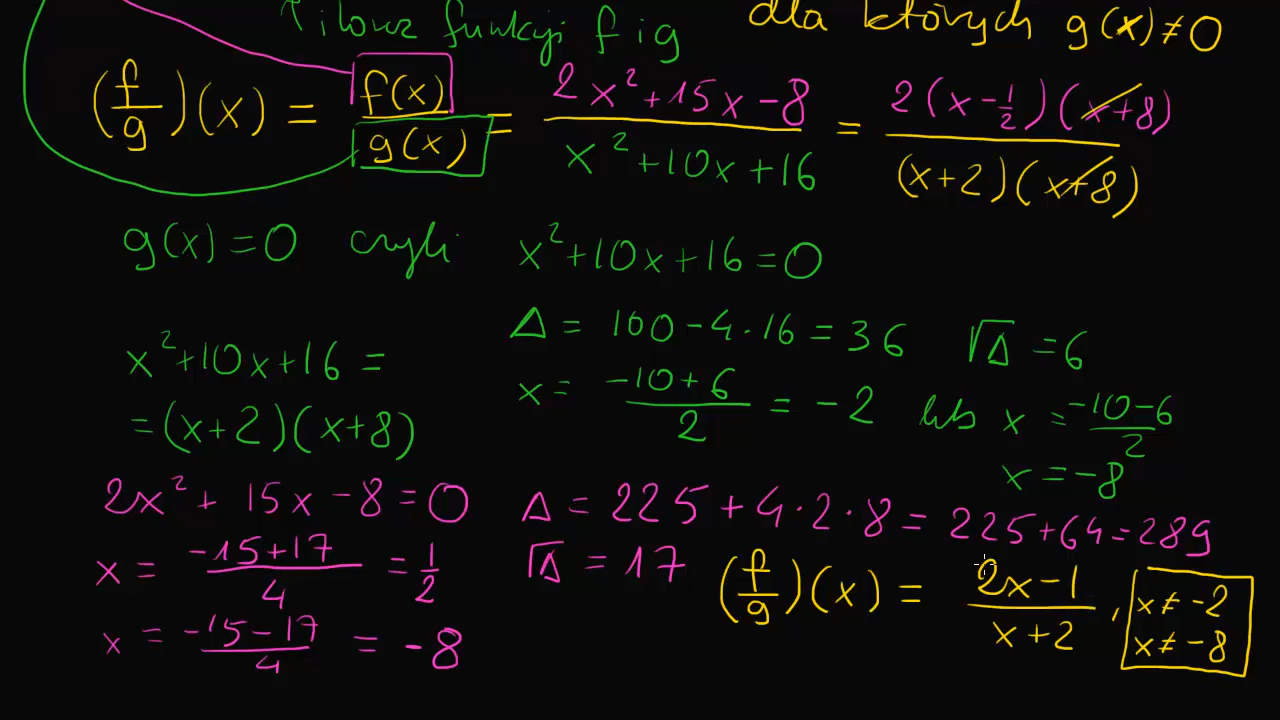 Iloraz funkcji f i g dla których g(x)≠0
(f/g)(x) = f(x)/g(x) = (2x²+15x-8)/(x²+10x+16) = 2(x-1/2)(x+8)/(x+2)(x+8)
g(x)=0 czyli x²+10x+16=0
Δ = 100-4·16=36 √Δ=6
x²+10x+16=
=(x+2)(x+8)
x= (-10+6)/2 = -2 lub x=(-10-6)/2
x=-8
2x²+15x-8=0 Δ=225+4·2·8=225+64=289
x = (-15+17)/4 = 1/2 √Δ = 17
(f/g)(x) = (2x-1)/(x+2), x≠-2
x≠-8
x = (-15-17)/4 = -8